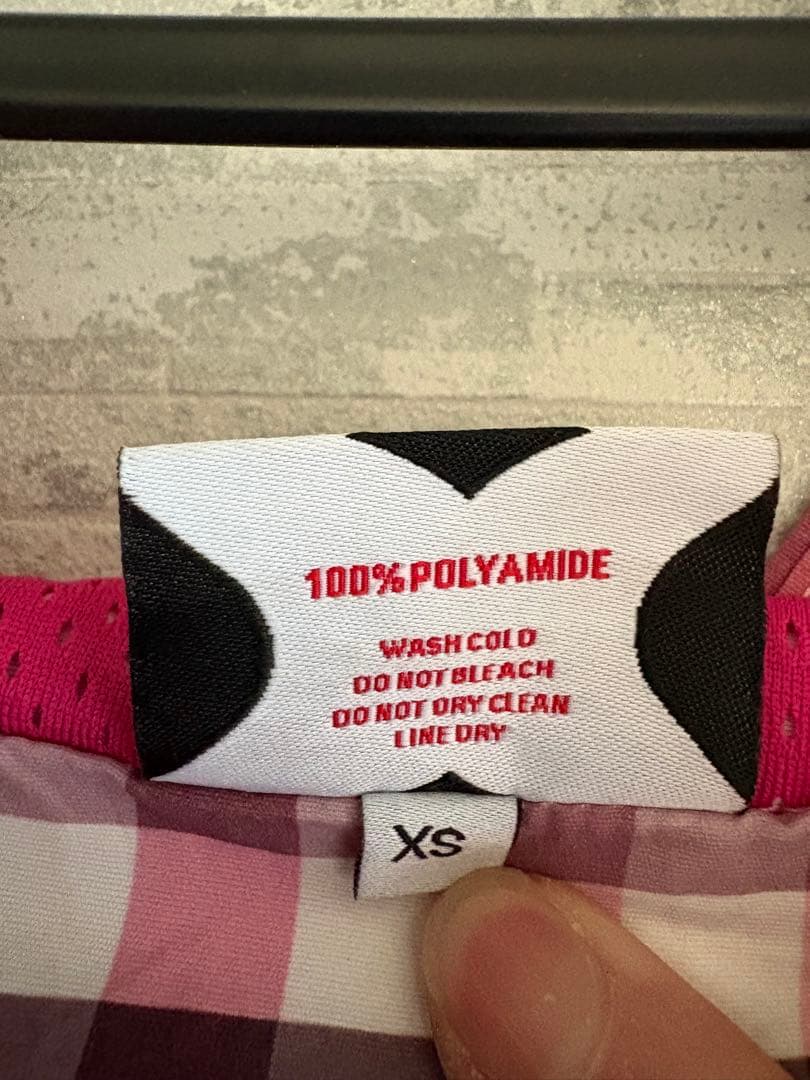 100% POLYAMIDE
WASH COLD
DO NOT BLEACH
DO NOT DRY CLEAN
LINE DRY
XS